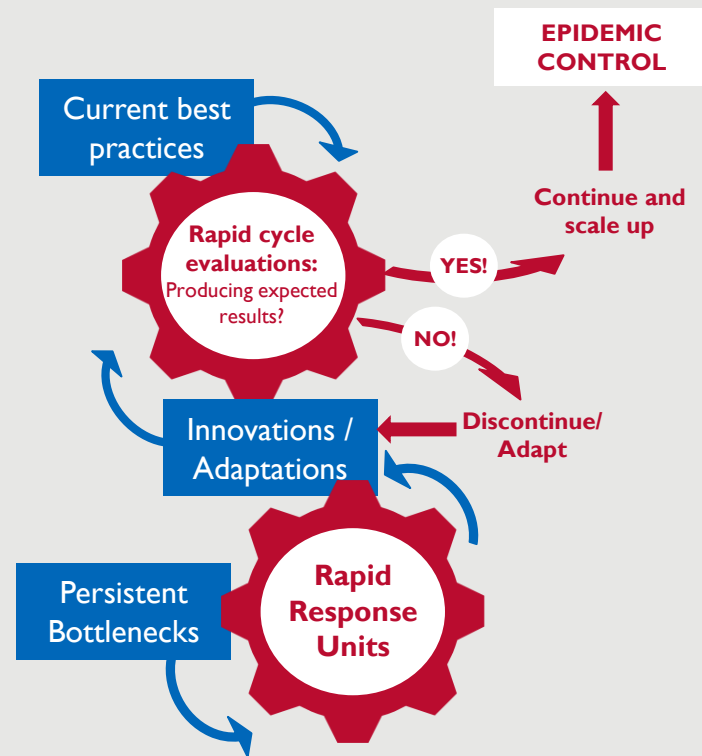 EPIDEMIC
CONTROL
Current best
practices
Continue and
scale up
Rapid cycle
evaluations:
Producing expected
results?
YES!
NO!
Innovations /
Adaptations
Discontinue/
Adapt
Persistent
Bottlenecks
Rapid
Response
Units